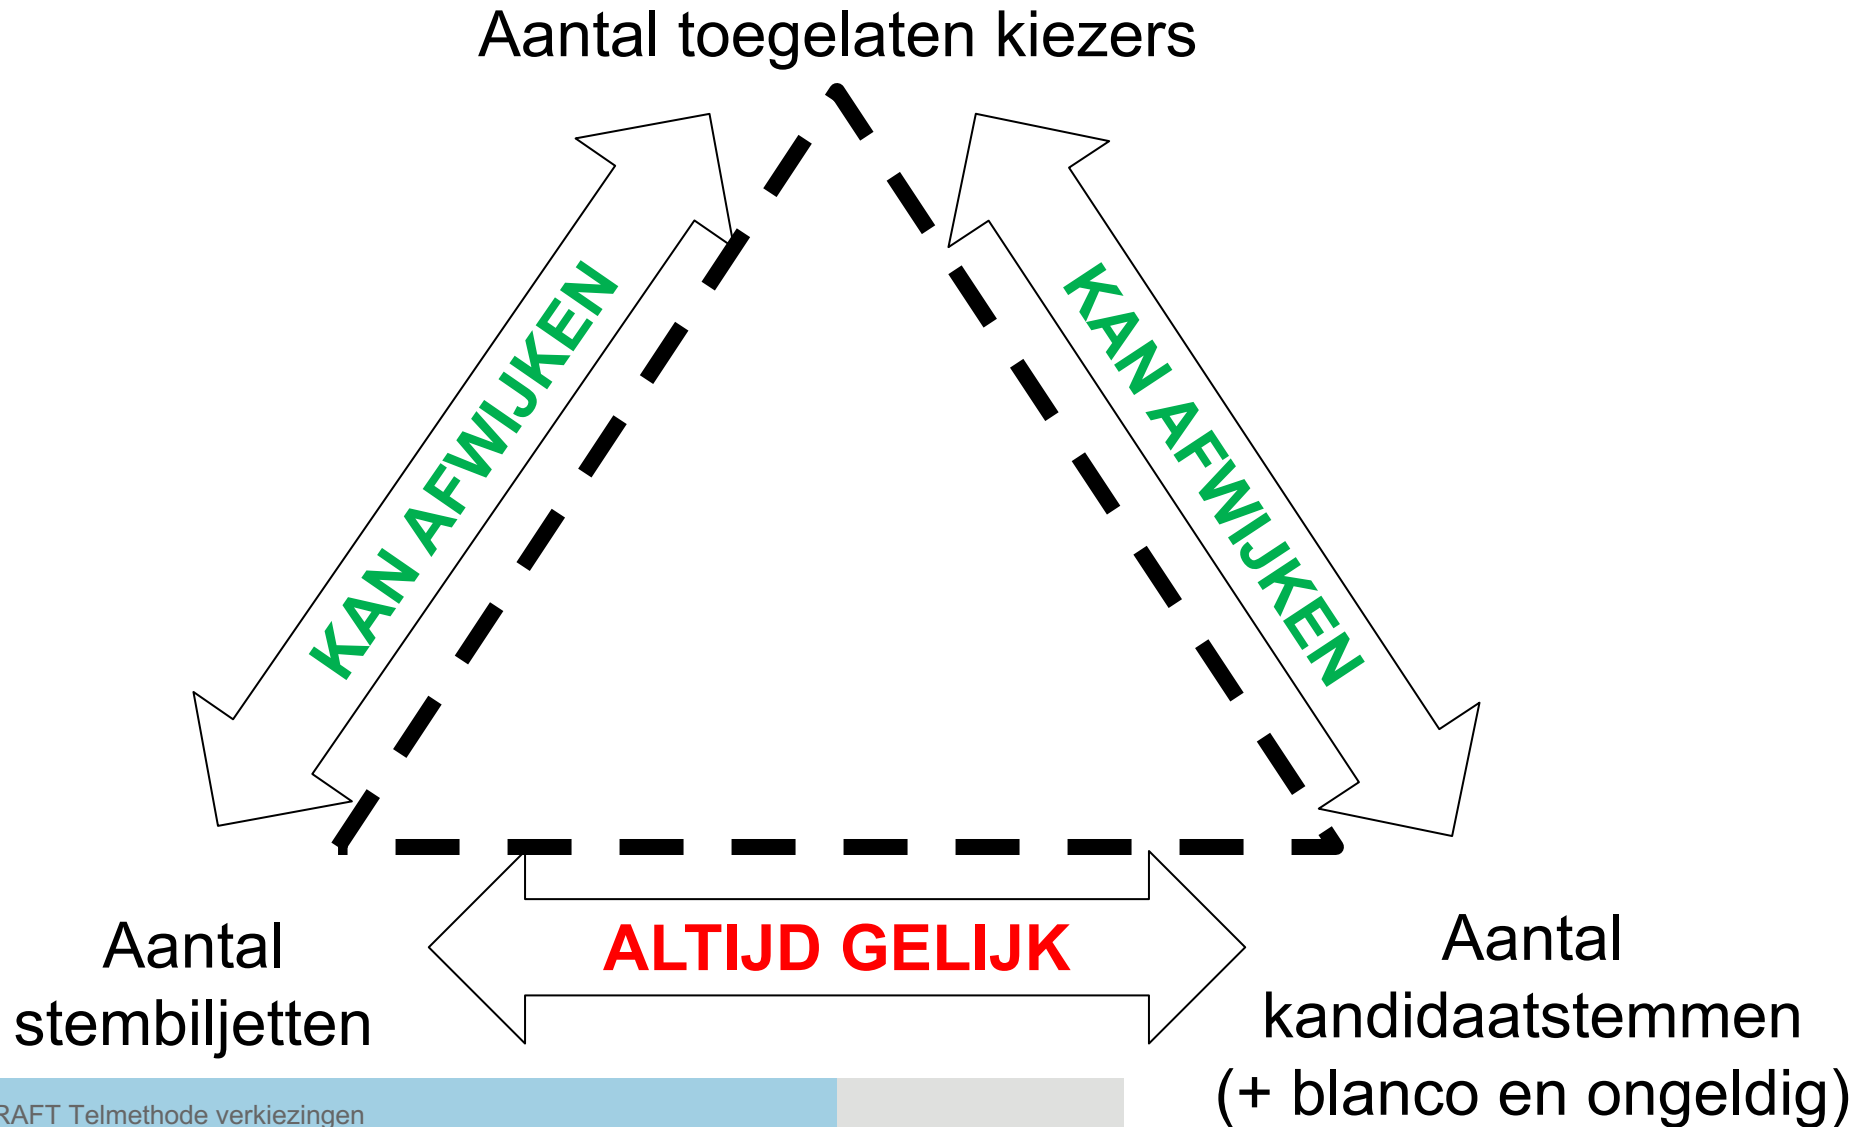 Aantal toegelaten kiezers
KAN AFWIJKEN
KAN AFWIJKEN
ALTIJD GELIJK
Aantal
stembiljetten
Aantal
kandidaatstemmen
(+ blanco en ongeldig)
RAFT Telmethode verkiezingen